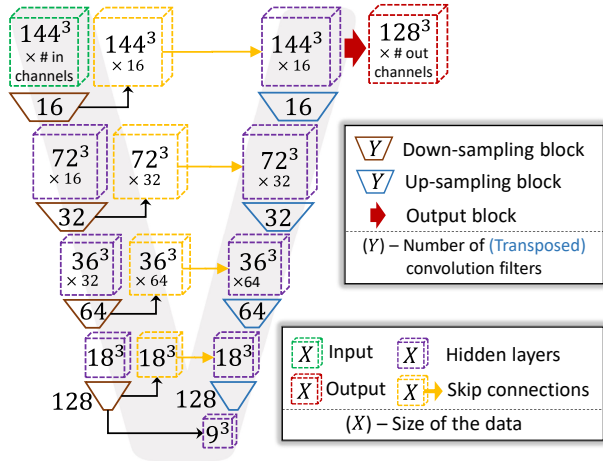 144³ 144³ 144³ 128³
× # in × 16 × 16 × # out
channels channels
16 16
72³ 72³ 72³
× 16 × 32 × 32
32 32
36³ 36³ 36³
× 32 × 64 ×64
64 64
18³ 18³ 18³
128 128
9³
Y Down-sampling block
Y Up-sampling block
Output block
(Y) – Number of (Transposed)
convolution filters
X Input X Hidden layers
X Output X Skip connections
(X) – Size of the data